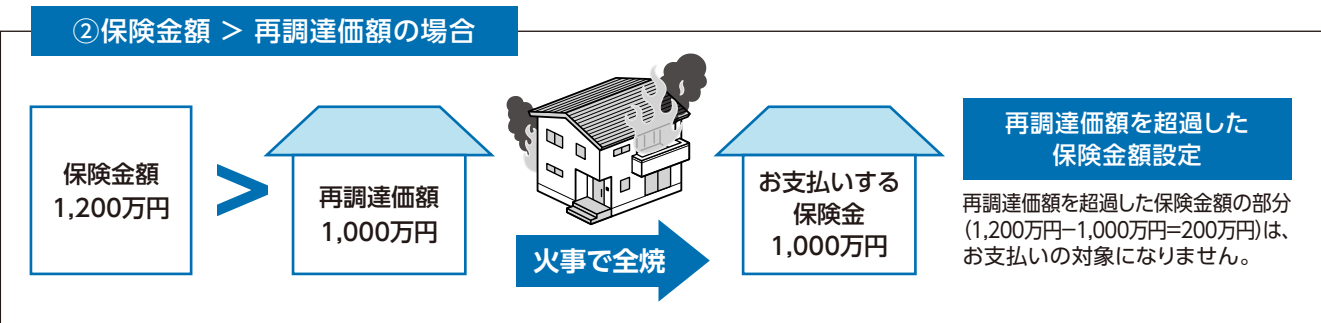 ②保険金額 > 再調達価額の場合
保険金額
1,200万円
>
再調達価額
1,000万円
火事で全焼
お支払いする
保険金
1,000万円
再調達価額を超過した
保険金額設定
再調達価額を超過した保険金額の部分
(1,200万円−1,000万円=200万円)は、
お支払いの対象になりません。